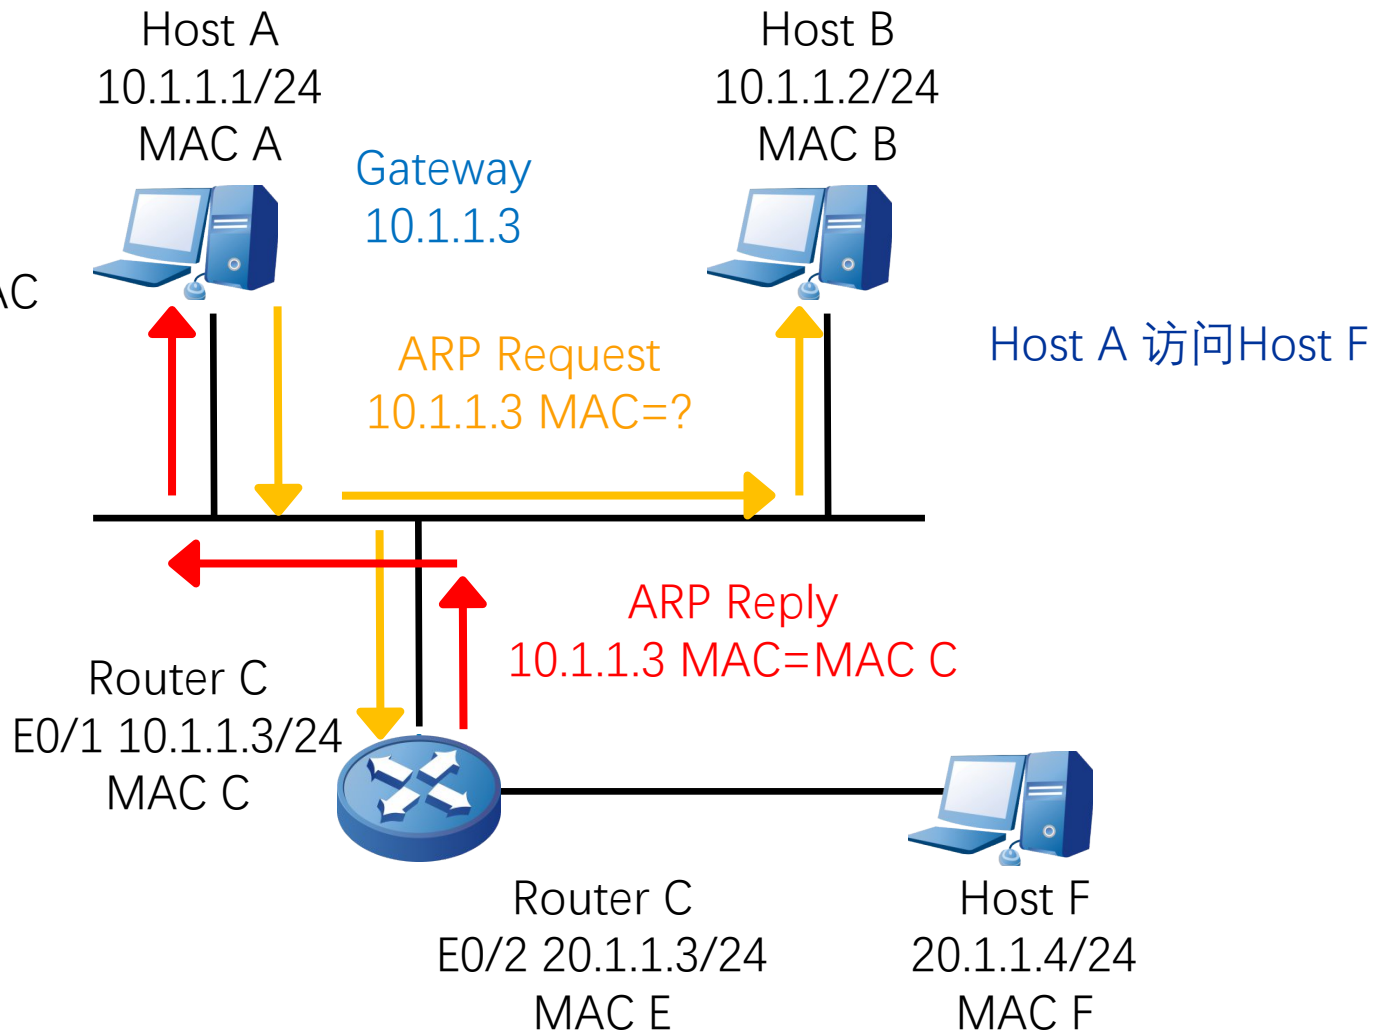 Host A
10.1.1.1/24
MAC A
Host B
10.1.1.2/24
MAC B
Gateway
10.1.1.3
ARP Request
10.1.1.3 MAC=?
Host A 访问Host F
ARP Reply
10.1.1.3 MAC=MAC C
Router C
E0/1 10.1.1.3/24
MAC C
Router C
E0/2 20.1.1.3/24
MAC E
Host F
20.1.1.4/24
MAC F